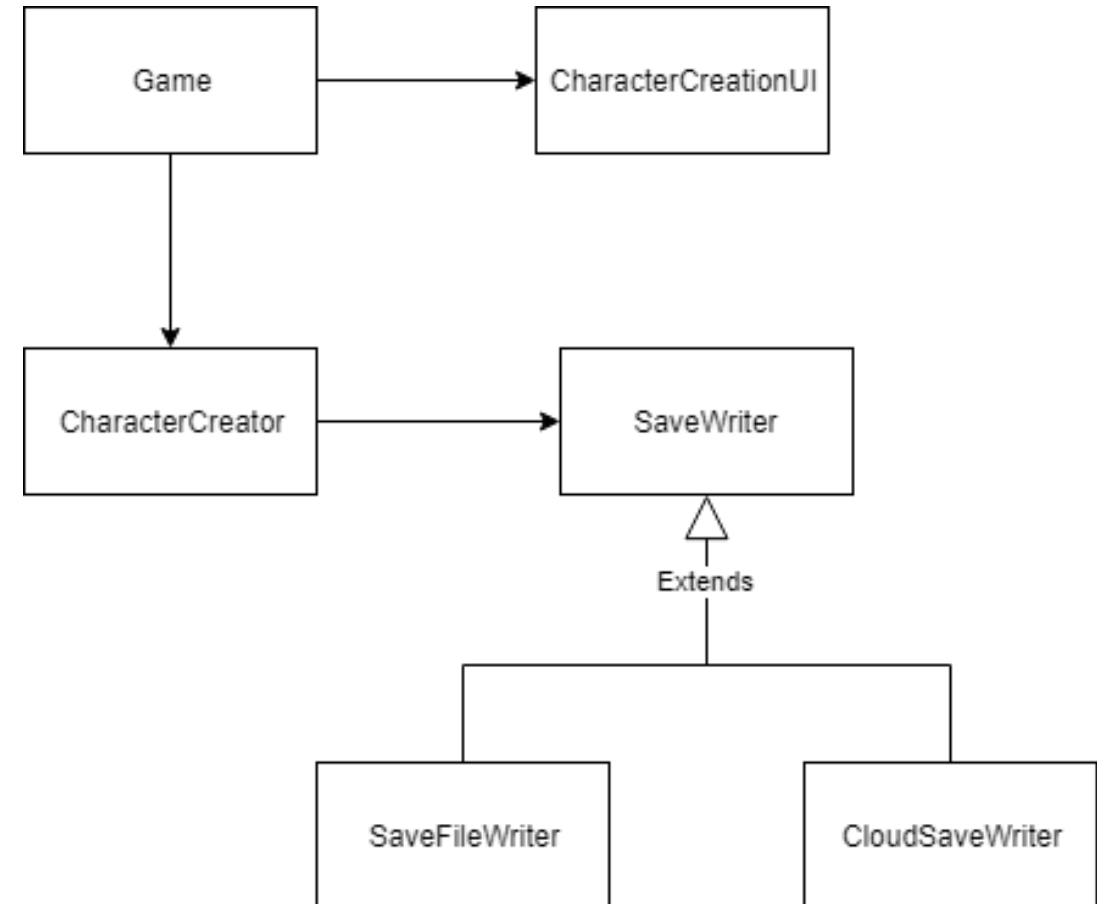 Game
CharacterCreationUI
CharacterCreator
SaveWriter
Extends
SaveFileWriter
CloudSaveWriter